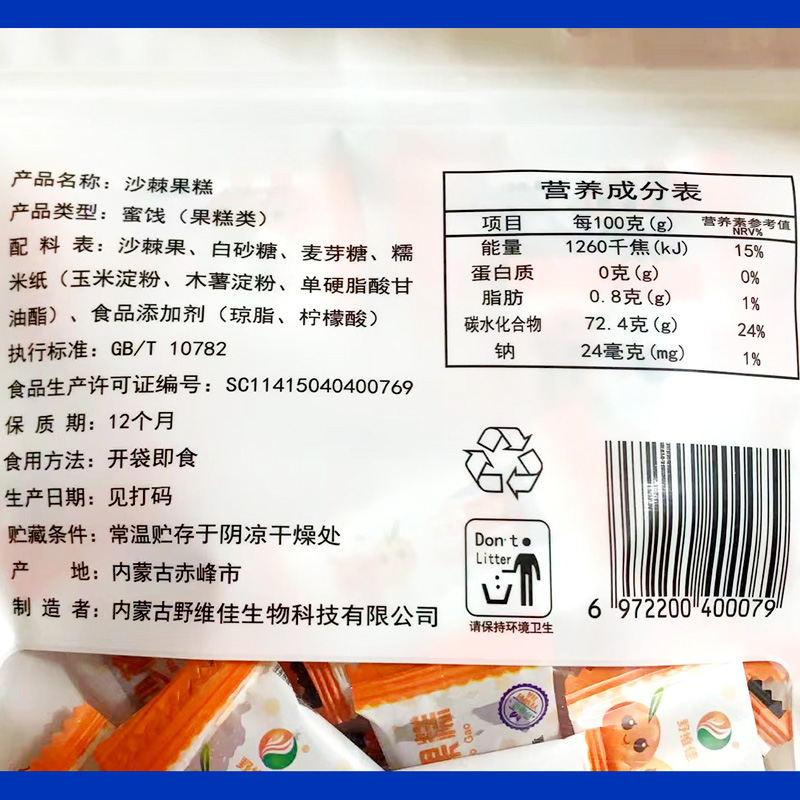 产品名称：沙棘果糕
产品类型：蜜饯（果糕类）
配 料 表：沙棘果、白砂糖、麦芽糖、糯
米纸（玉米淀粉、木薯淀粉、单硬脂酸甘
油酯）、食品添加剂（琼脂、柠檬酸）
执行标准：GB/T 10782
食品生产许可证编号：SC11415040400769
保 质 期：12个月
食用方法：开袋即食
生产日期：见打码
贮藏条件：常温贮存于阴凉干燥处
产 地：内蒙古赤峰市
制 造 者：内蒙古野维佳生物科技有限公司
营养成分表
项目 每100克(g) 营养素参考值NRV%
能量 1260千焦(kJ) 15%
蛋白质 0克(g) 0%
脂肪 0.8克(g) 1%
碳水化合物 72.4克(g) 24%
钠 24毫克(mg) 1%
Don't
Litter
请保持环境卫生
6 972200 400079
果糕
Gao
野维佳